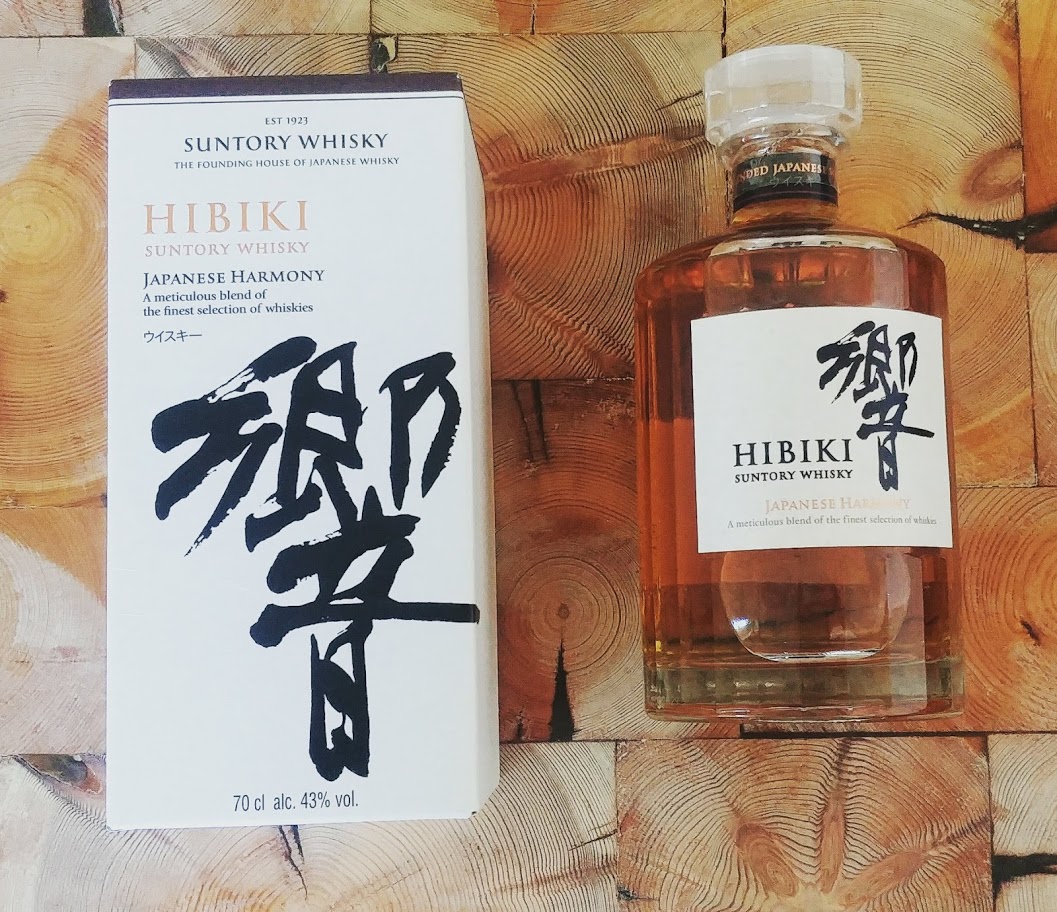 EST 1923
SUNTORY WHISKY
THE FOUNDING HOUSE OF JAPANESE WHISKY
HIBIKI
SUNTORY WHISKY
JAPANESE HARMONY
A meticulous blend of
the finest selection of whiskies
ウイスキー
響
70 cl alc. 43% vol.
NDED JAPANESE
ウイスキー
響
HIBIKI
SUNTORY WHISKY
JAPANESE HARMONY
A meticulous blend of the finest selection of whiskies